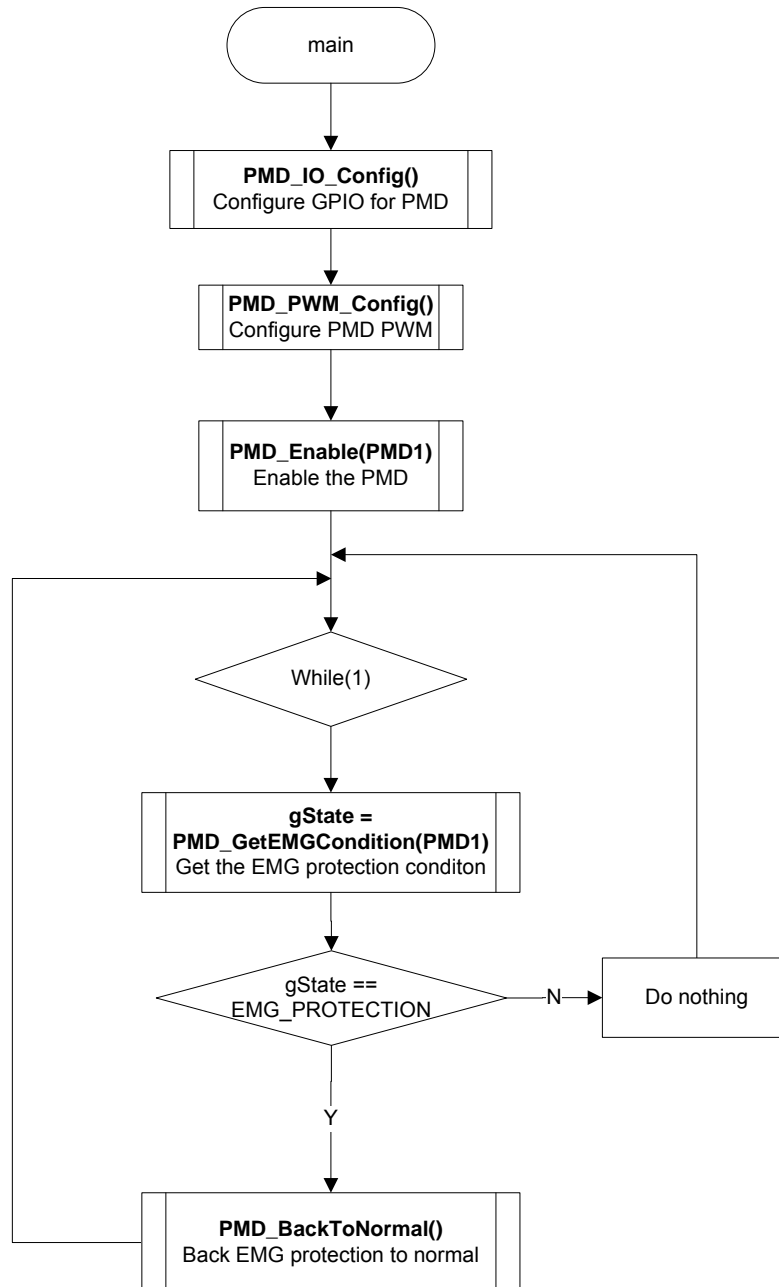 main
PMD_IO_Config()
Configure GPIO for PMD
PMD_PWM_Config()
Configure PMD PWM
PMD_Enable(PMD1)
Enable the PMD
While(1)
gState =
PMD_GetEMGCondition(PMD1)
Get the EMG protection conditon
gState ==
EMG_PROTECTION
N
Do nothing
Y
PMD_BackToNormal()
Back EMG protection to normal